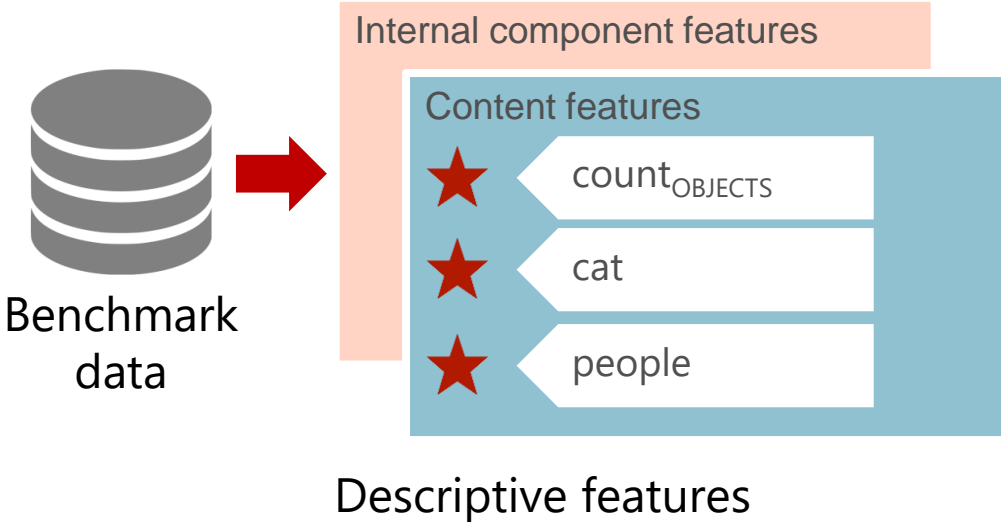 Internal component features
Content features
countOBJECTS
cat
people
Benchmark
data
Descriptive features